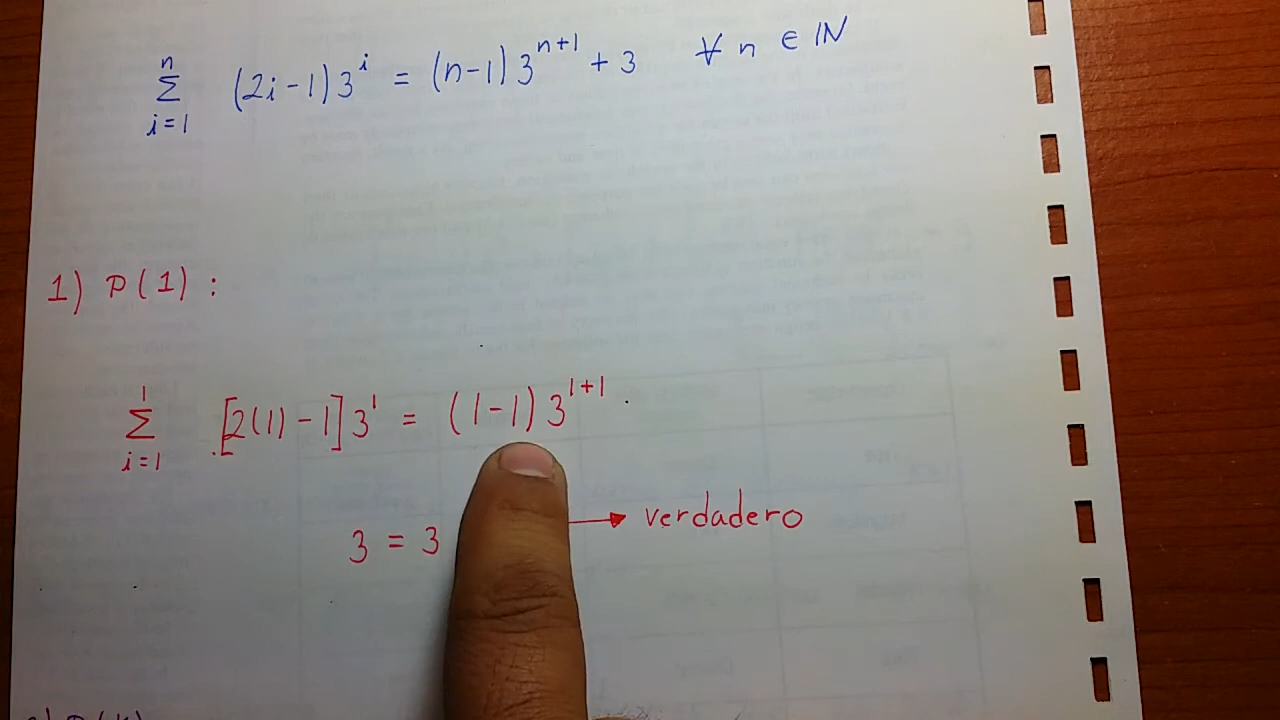 n
Σ (2i-1)3^i = (n-1)3^{n+1} + 3 ∀ n ∈ ℕ
i=1
1) P(1):
1
Σ [2(1)-1]3^1 = (1-1)3^{1+1}
i=1
3 = 3 → verdadero